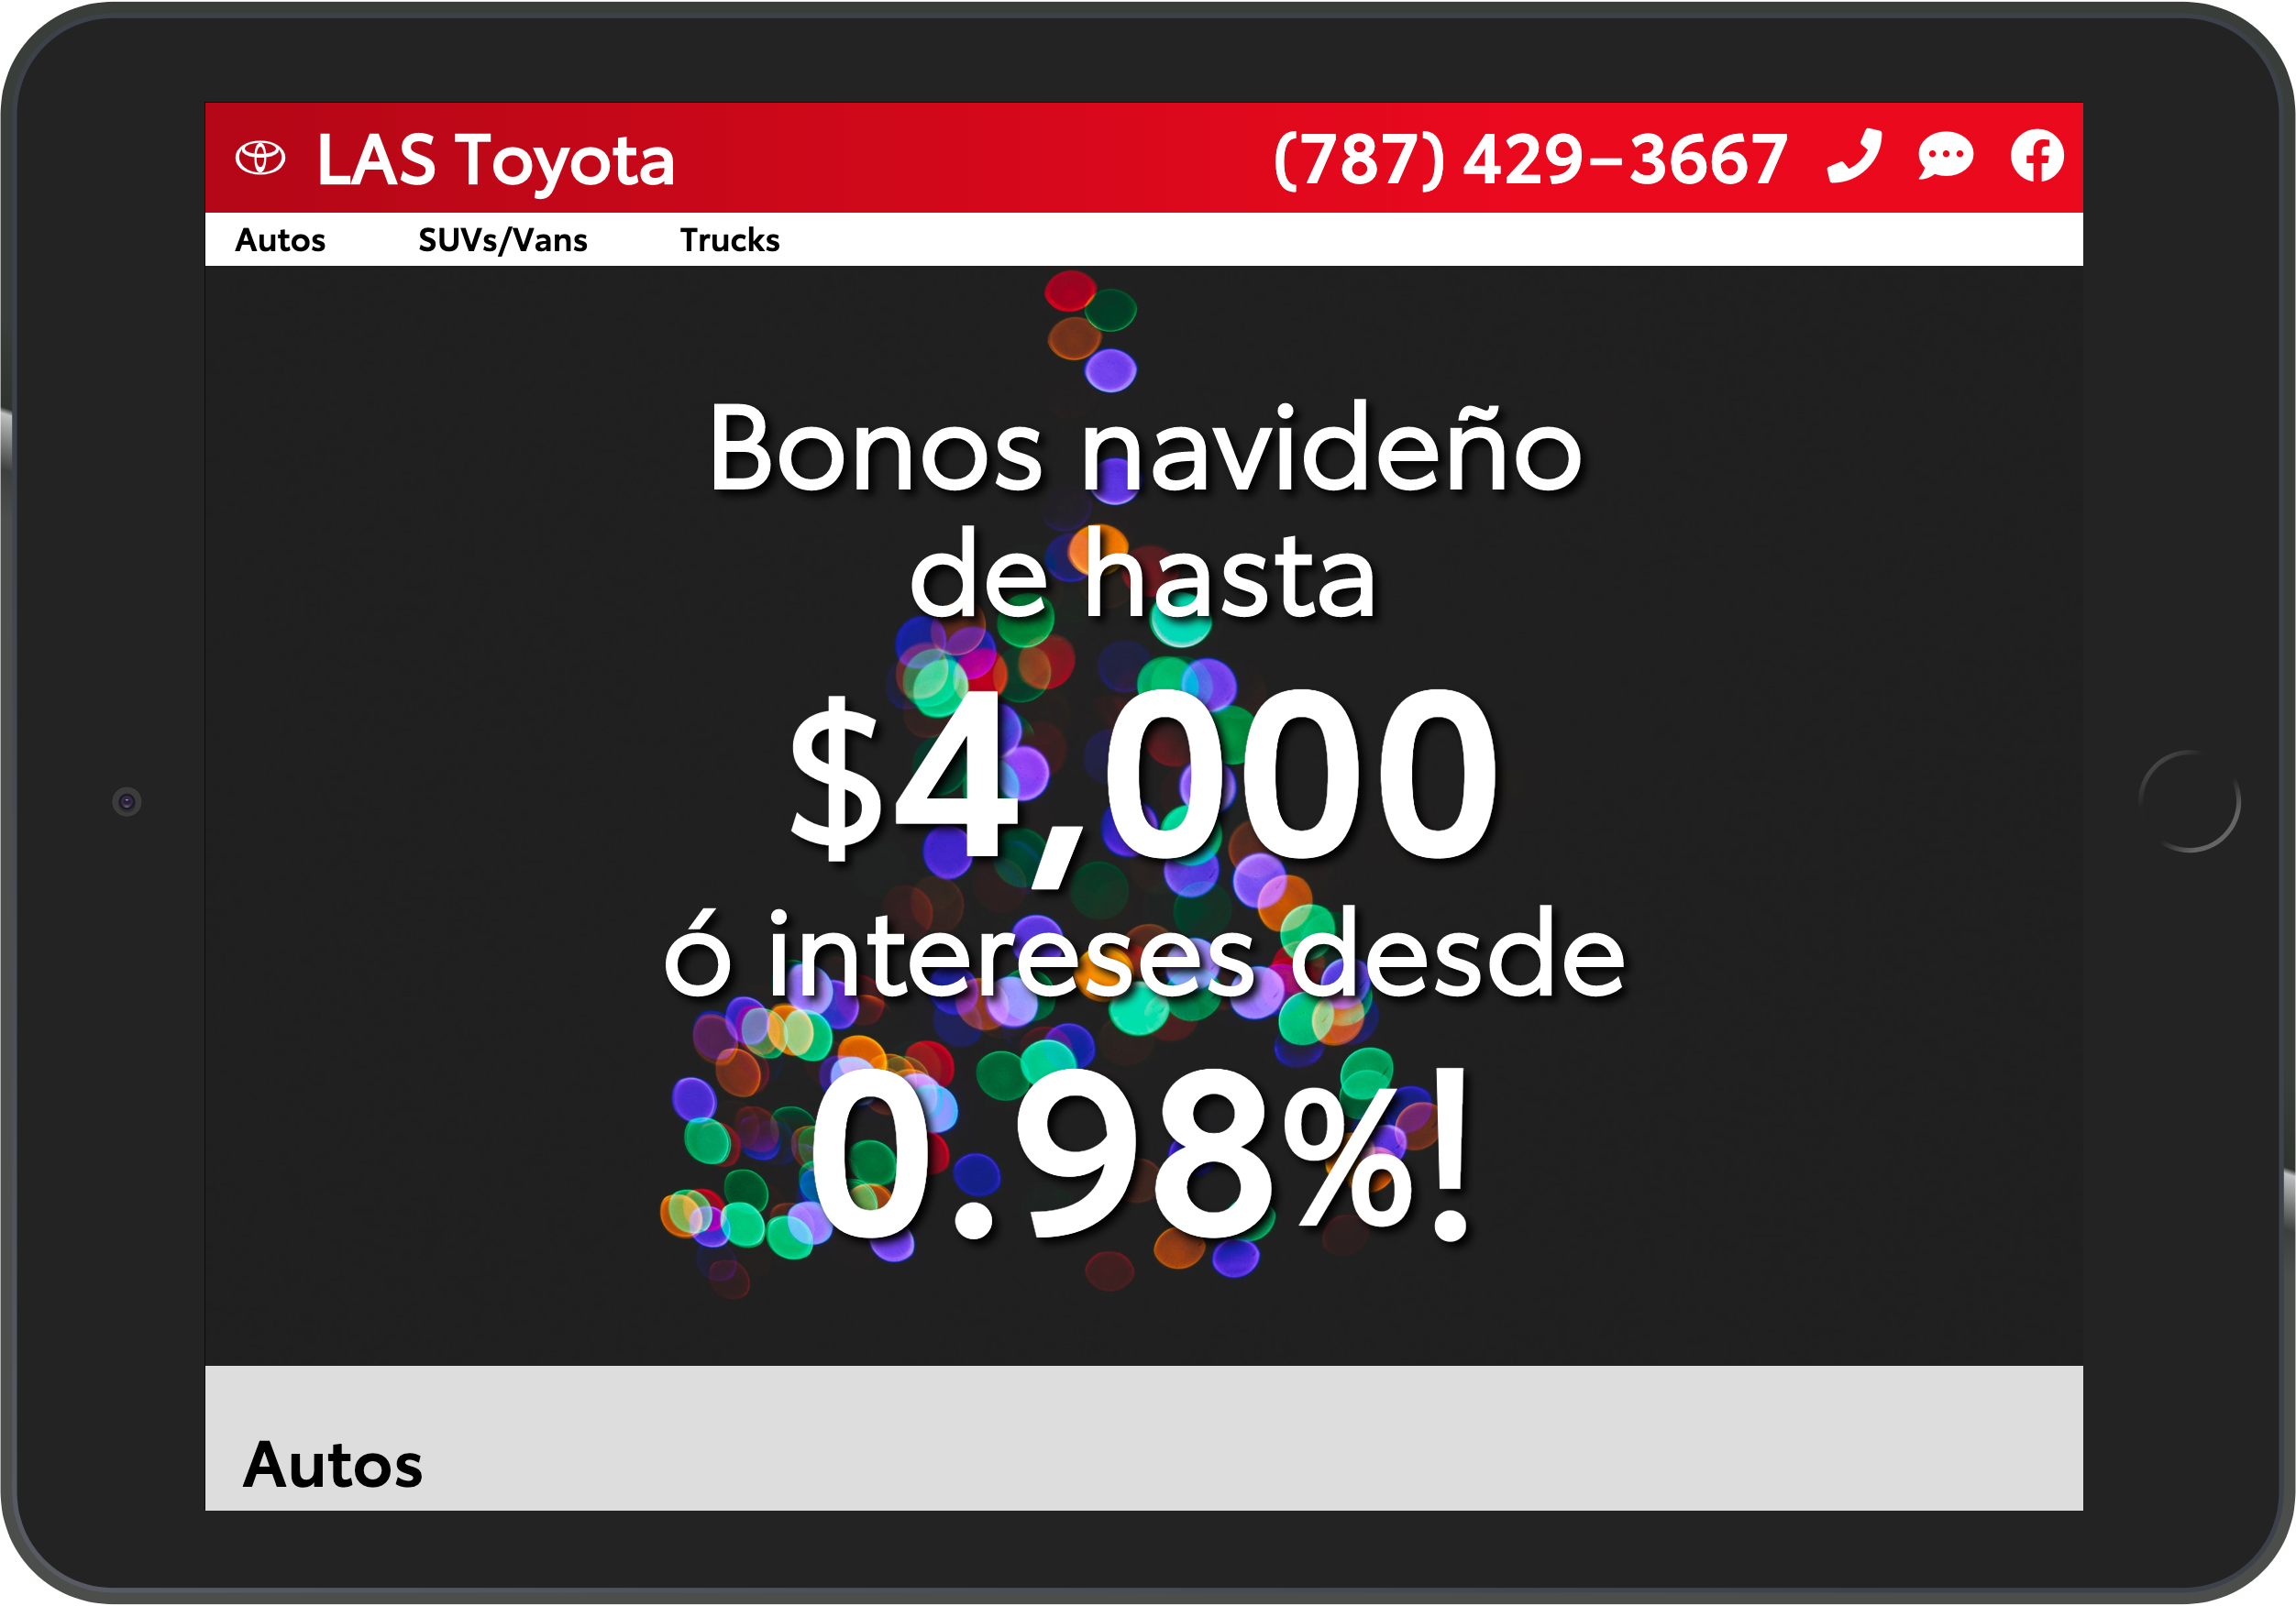 LAS Toyota
(787) 429-3667
Autos SUVs/Vans Trucks
Bonos navideño
de hasta
$4,000
ó intereses desde
0.98%!
Autos